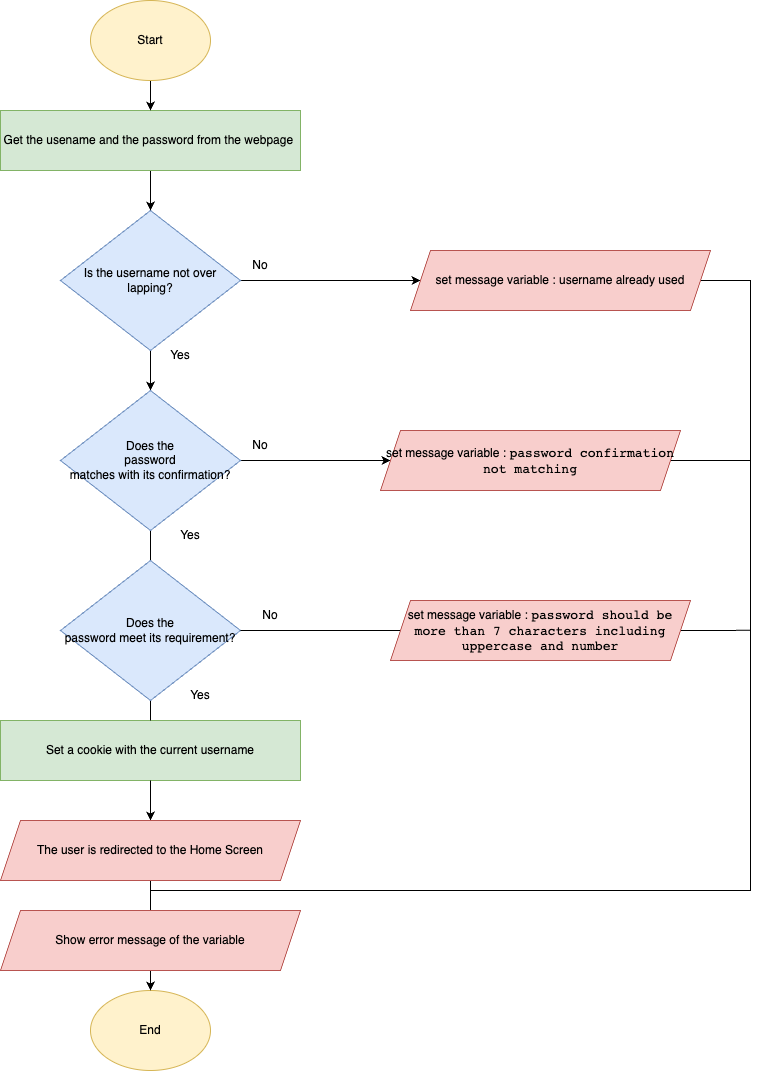 Start
Get the usename and the password from the webpage
Is the username not over
lapping?
No
set message variable : username already used
Yes
Does the
password
matches with its confirmation?
No
set message variable : password confirmation
not matching
Yes
Does the
password meet its requirement?
No
set message variable : password should be
more than 7 characters including
uppercase and number
Yes
Set a cookie with the current username
The user is redirected to the Home Screen
Show error message of the variable
End